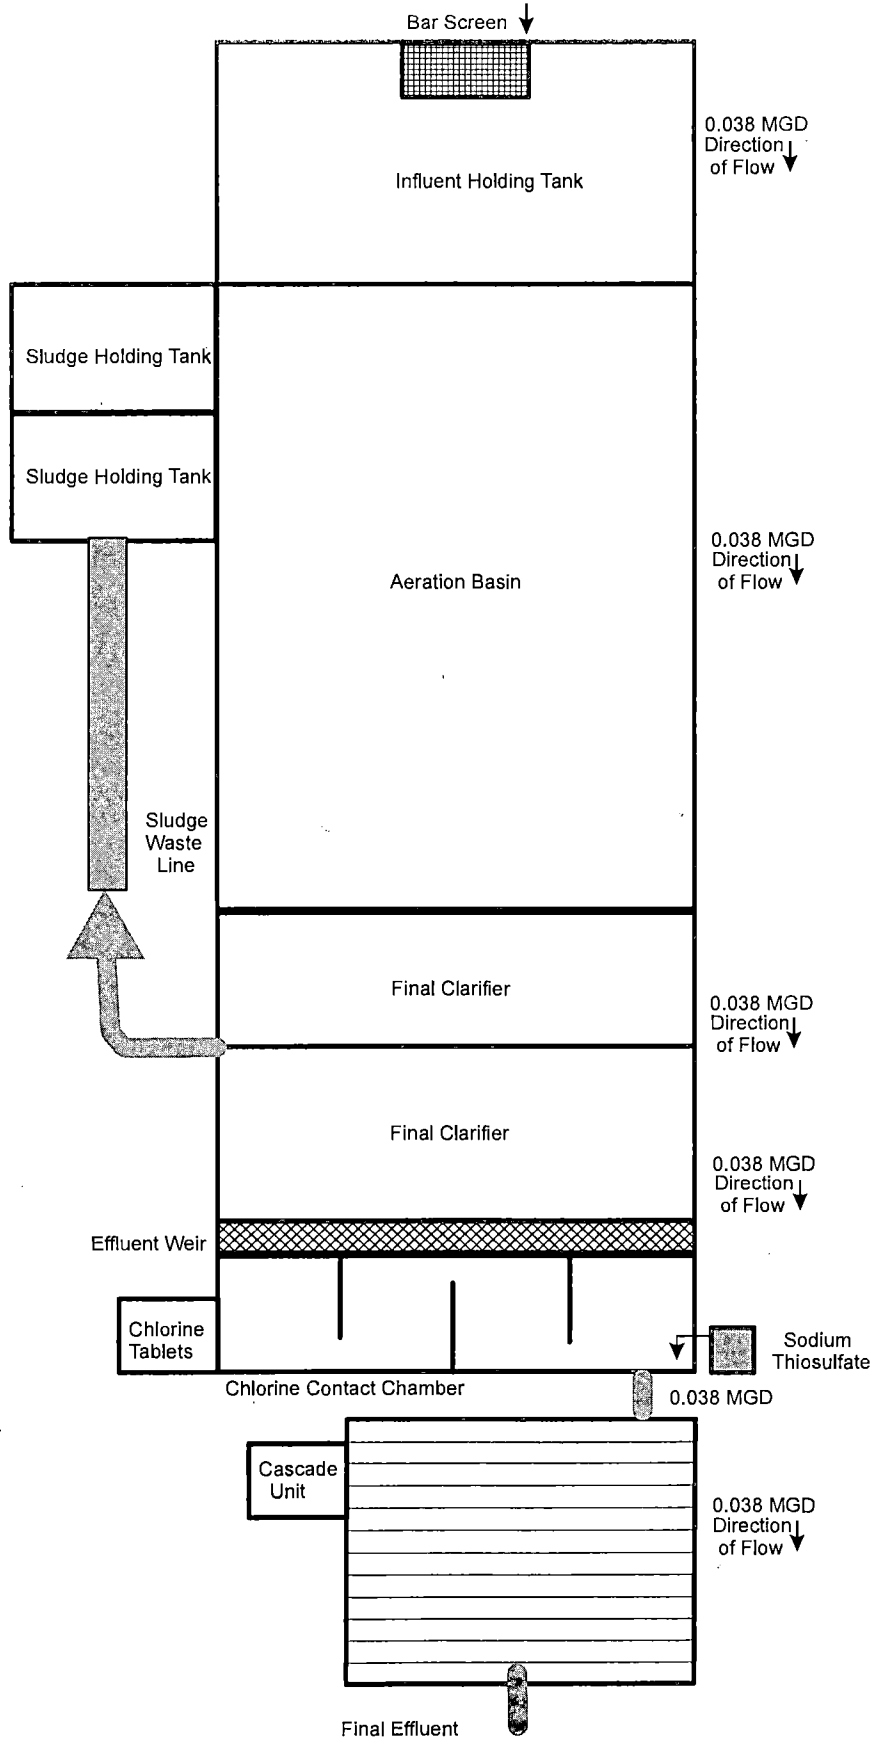 Bar Screen
0.038 MGD
Direction
of Flow
Influent Holding Tank
Sludge Holding Tank
Sludge Holding Tank
0.038 MGD
Direction
of Flow
Aeration Basin
Sludge
Waste
Line
Final Clarifier
0.038 MGD
Direction
of Flow
Final Clarifier
0.038 MGD
Direction
of Flow
Effluent Weir
Chlorine
Tablets
Sodium
Thiosulfate
Chlorine Contact Chamber
0.038 MGD
Cascade
Unit
0.038 MGD
Direction
of Flow
Final Effluent